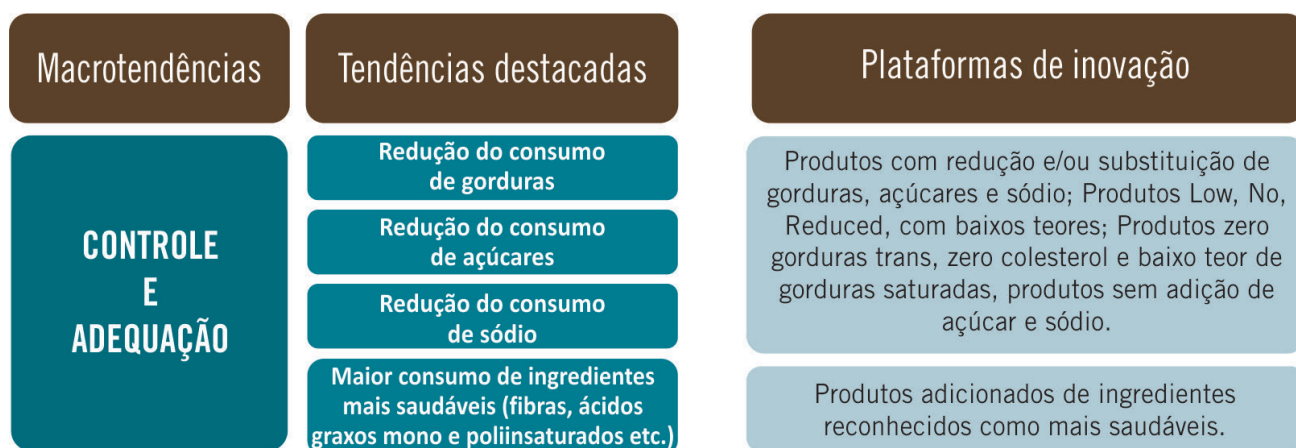 Macrotendências
Tendências destacadas
Plataformas de inovação
CONTROLE
E
ADEQUAÇÃO
Redução do consumo
de gorduras
Redução do consumo
de açúcares
Redução do consumo
de sódio
Maior consumo de ingredientes
mais saudáveis (fibras, ácidos
graxos mono e poliinsaturados etc.)
Produtos com redução e/ou substituição de
gorduras, açúcares e sódio; Produtos Low, No,
Reduced, com baixos teores; Produtos zero
gorduras trans, zero colesterol e baixo teor de
gorduras saturadas, produtos sem adição de
açúcar e sódio.
Produtos adicionados de ingredientes
reconhecidos como mais saudáveis.